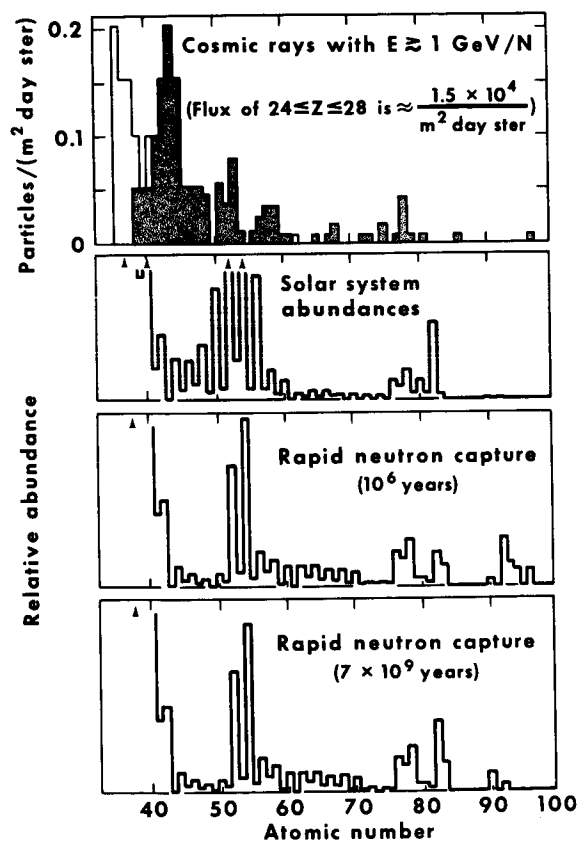 0.2
0.1
0
Particles/(m² day ster)
Cosmic rays with E ≳ 1 GeV/N
(Flux of 24≤Z≤28 is ≈ 1.5 × 10⁴ / m² day ster)
Solar system
abundances
Relative abundance
Rapid neutron capture
(10⁶ years)
Rapid neutron capture
(7 × 10⁹ years)
40 50 60 70 80 90 100
Atomic number